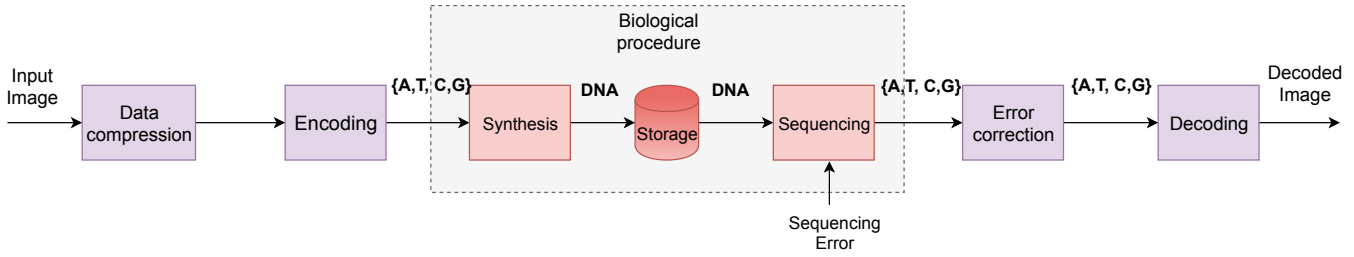 Biological
procedure
Input
Image
Data
compression
Encoding
{A,T, C,G}
Synthesis
DNA
Storage
DNA
Sequencing
{A,T, C,G}
Error
correction
{A,T, C,G}
Decoding
Decoded
Image
Sequencing
Error